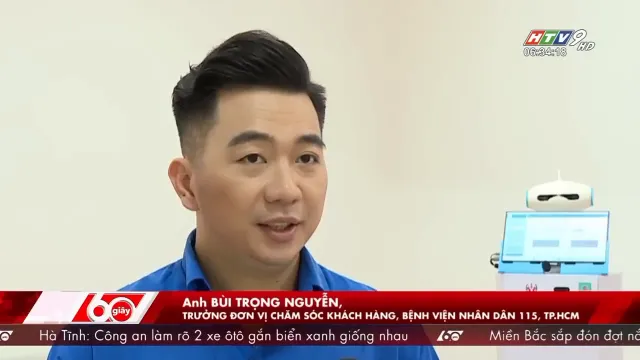 HTV9 HD
06:34:18
Anh BÙI TRỌNG NGUYỄN,
TRƯỞNG ĐƠN VỊ CHĂM SÓC KHÁCH HÀNG, BỆNH VIỆN NHÂN DÂN 115, TP.HCM
60 giây
Hà Tĩnh: Công an làm rõ 2 xe ôtô gắn biển xanh giống nhau
60 giây
Miền Bắc sắp đón đợt n